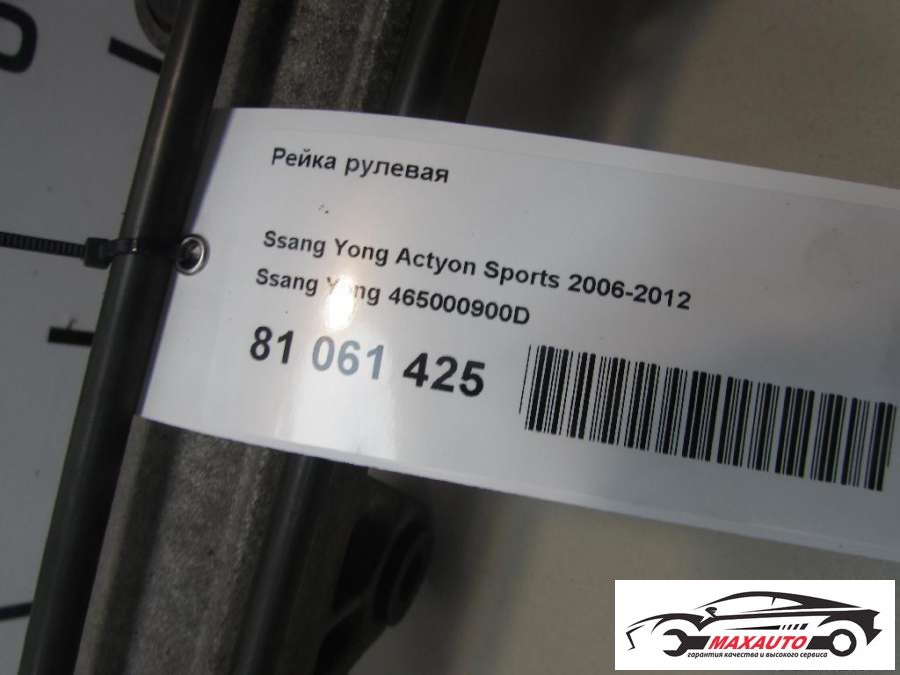 Рейка рулевая
Ssang Yong Actyon Sports 2006-2012
Ssang Yong 465000900D
81 061 425
MAXAUTO
гарантия качества и высокого сервиса